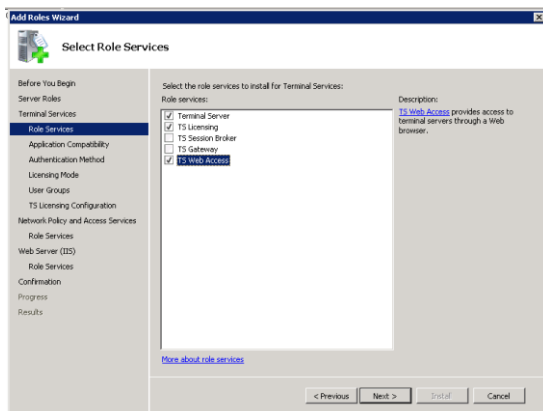 Add Roles Wizard
Select Role Services
Before You Begin
Server Roles
Terminal Services
Role Services
Application Compatibility
Authentication Method
Licensing Mode
User Groups
TS Licensing Configuration
Network Policy and Access Services
Role Services
Web Server (IIS)
Role Services
Confirmation
Progress
Results
Select the role services to install for Terminal Services:
Role services:
Terminal Server
TS Licensing
TS Session Broker
TS Gateway
TS Web Access
More about role services
Description:
TS Web Access provides access to
terminal servers through a Web
browser.
< Previous
Next >
Install
Cancel